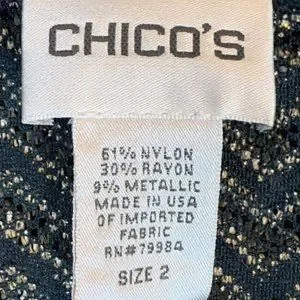 CHICO'S
61% NYLON
30% RAYON
9% METALLIC
MADE IN USA
OF IMPORTED
FABRIC
RN#79984
SIZE 2